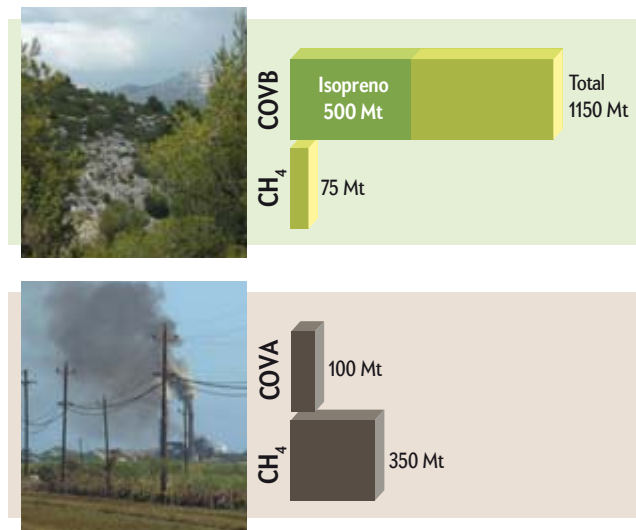 COVB
Isopreno
500 Mt
Total
1150 Mt
CH₄
75 Mt
COVA
100 Mt
CH₄
350 Mt